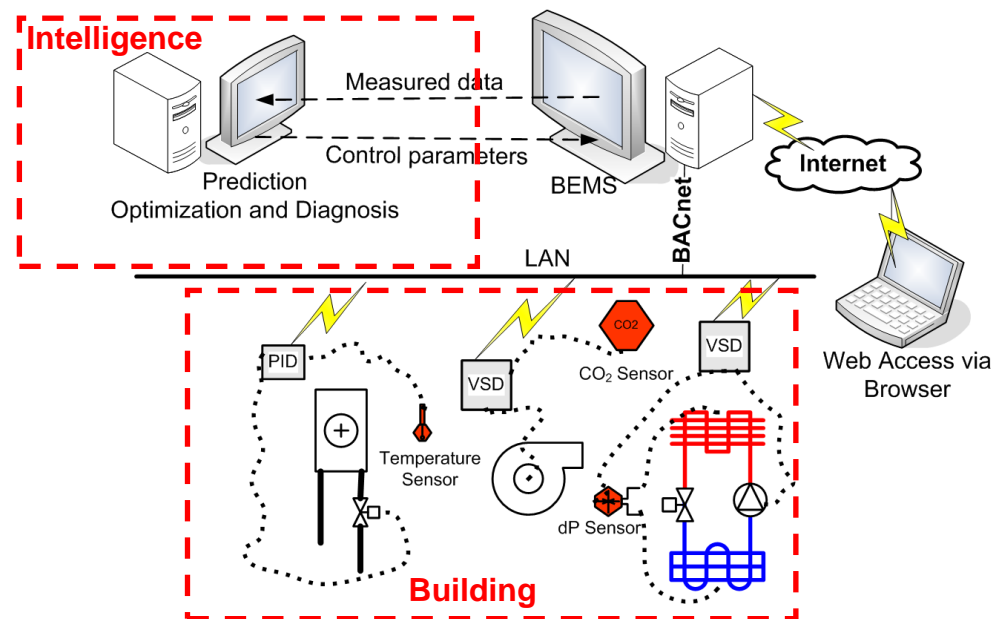 Intelligence
Measured data
Control parameters
Prediction
Optimization and Diagnosis
BEMS
Internet
BACnet
LAN
Web Access via
Browser
PID
VSD
CO2
CO₂ Sensor
VSD
Temperature
Sensor
dP Sensor
Building